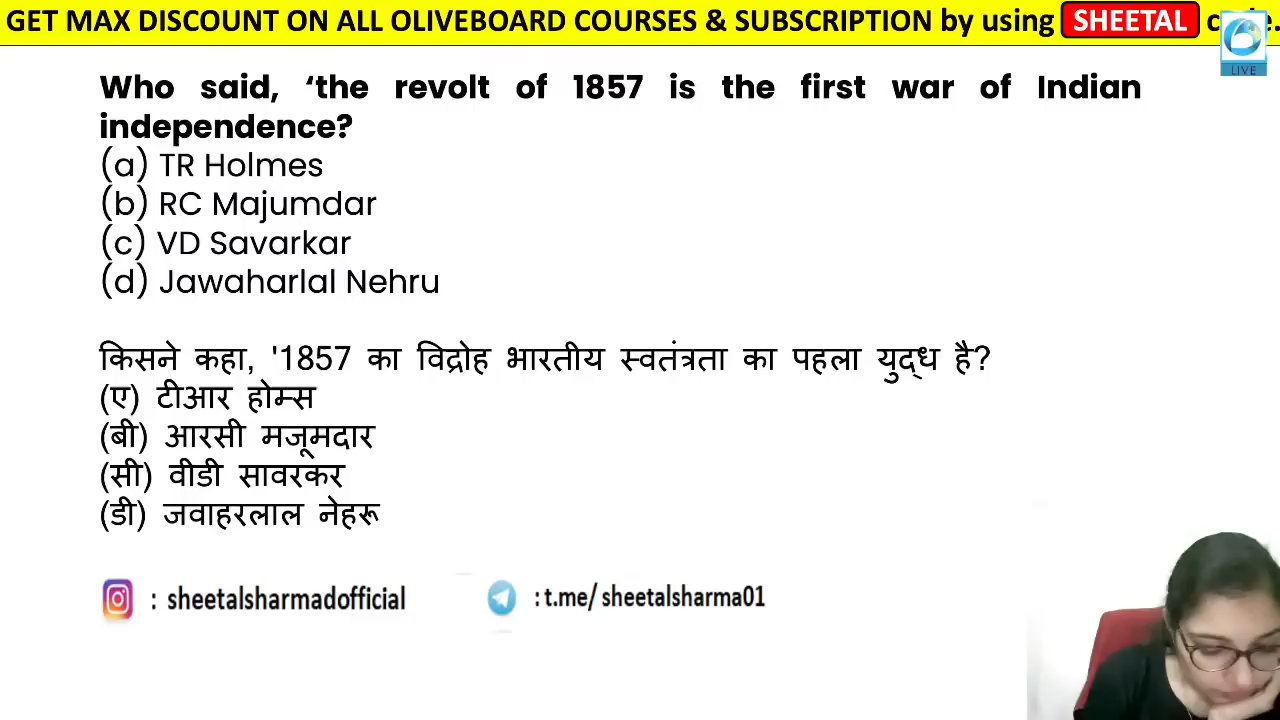 GET MAX DISCOUNT ON ALL OLIVEBOARD COURSES & SUBSCRIPTION by using SHEETAL
LIVE
Who said, ‘the revolt of 1857 is the first war of Indian
independence?
(a) TR Holmes
(b) RC Majumdar
(c) VD Savarkar
(d) Jawaharlal Nehru
किसने कहा, '1857 का विद्रोह भारतीय स्वतंत्रता का पहला युद्ध है?
(ए) टीआर होम्स
(बी) आरसी मजूमदार
(सी) वीडी सावरकर
(डी) जवाहरलाल नेहरू
: sheetalsharmadofficial
: t.me/ sheetalsharma01